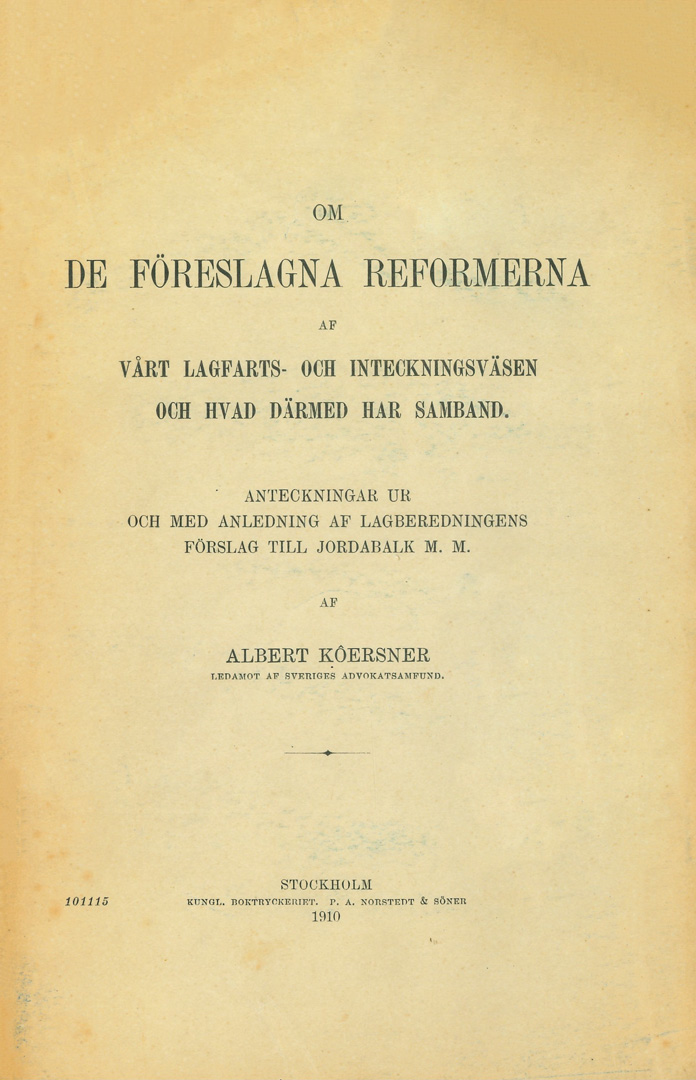 OM
DE FÖRESLAGNA REFORMERNA
AF
VÅRT LAGFARTS- OCH INTECKNINGSVÄSEN
OCH HVAD DÄRMED HAR SAMBAND.
ANTECKNINGAR UR
OCH MED ANLEDNING AF LAGBEREDNINGENS
FÖRSLAG TILL JORDABALK M. M.
AF
ALBERT KÔERSNER
LEDAMOT AF SVERIGES ADVOKATSAMFUND.
STOCKHOLM
101115 KUNGL. BOKTRYCKERIET. P. A. NORSTEDT & SÖNER
1910